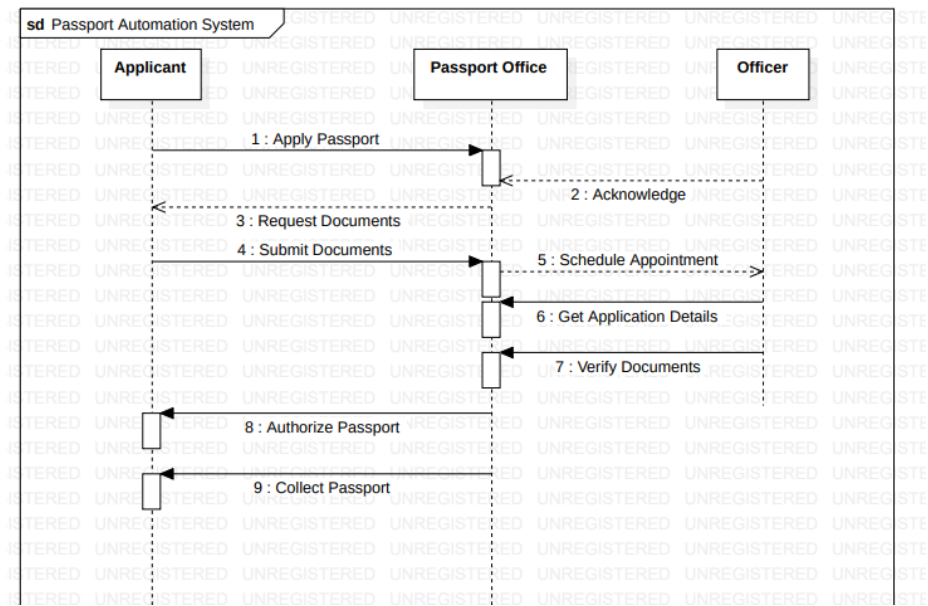 sd Passport Automation System
Applicant
Passport Office
Officer
1 : Apply Passport
2 : Acknowledge
3 : Request Documents
4 : Submit Documents
5 : Schedule Appointment
6 : Get Application Details
7 : Verify Documents
8 : Authorize Passport
9 : Collect Passport
UNREGISTERED